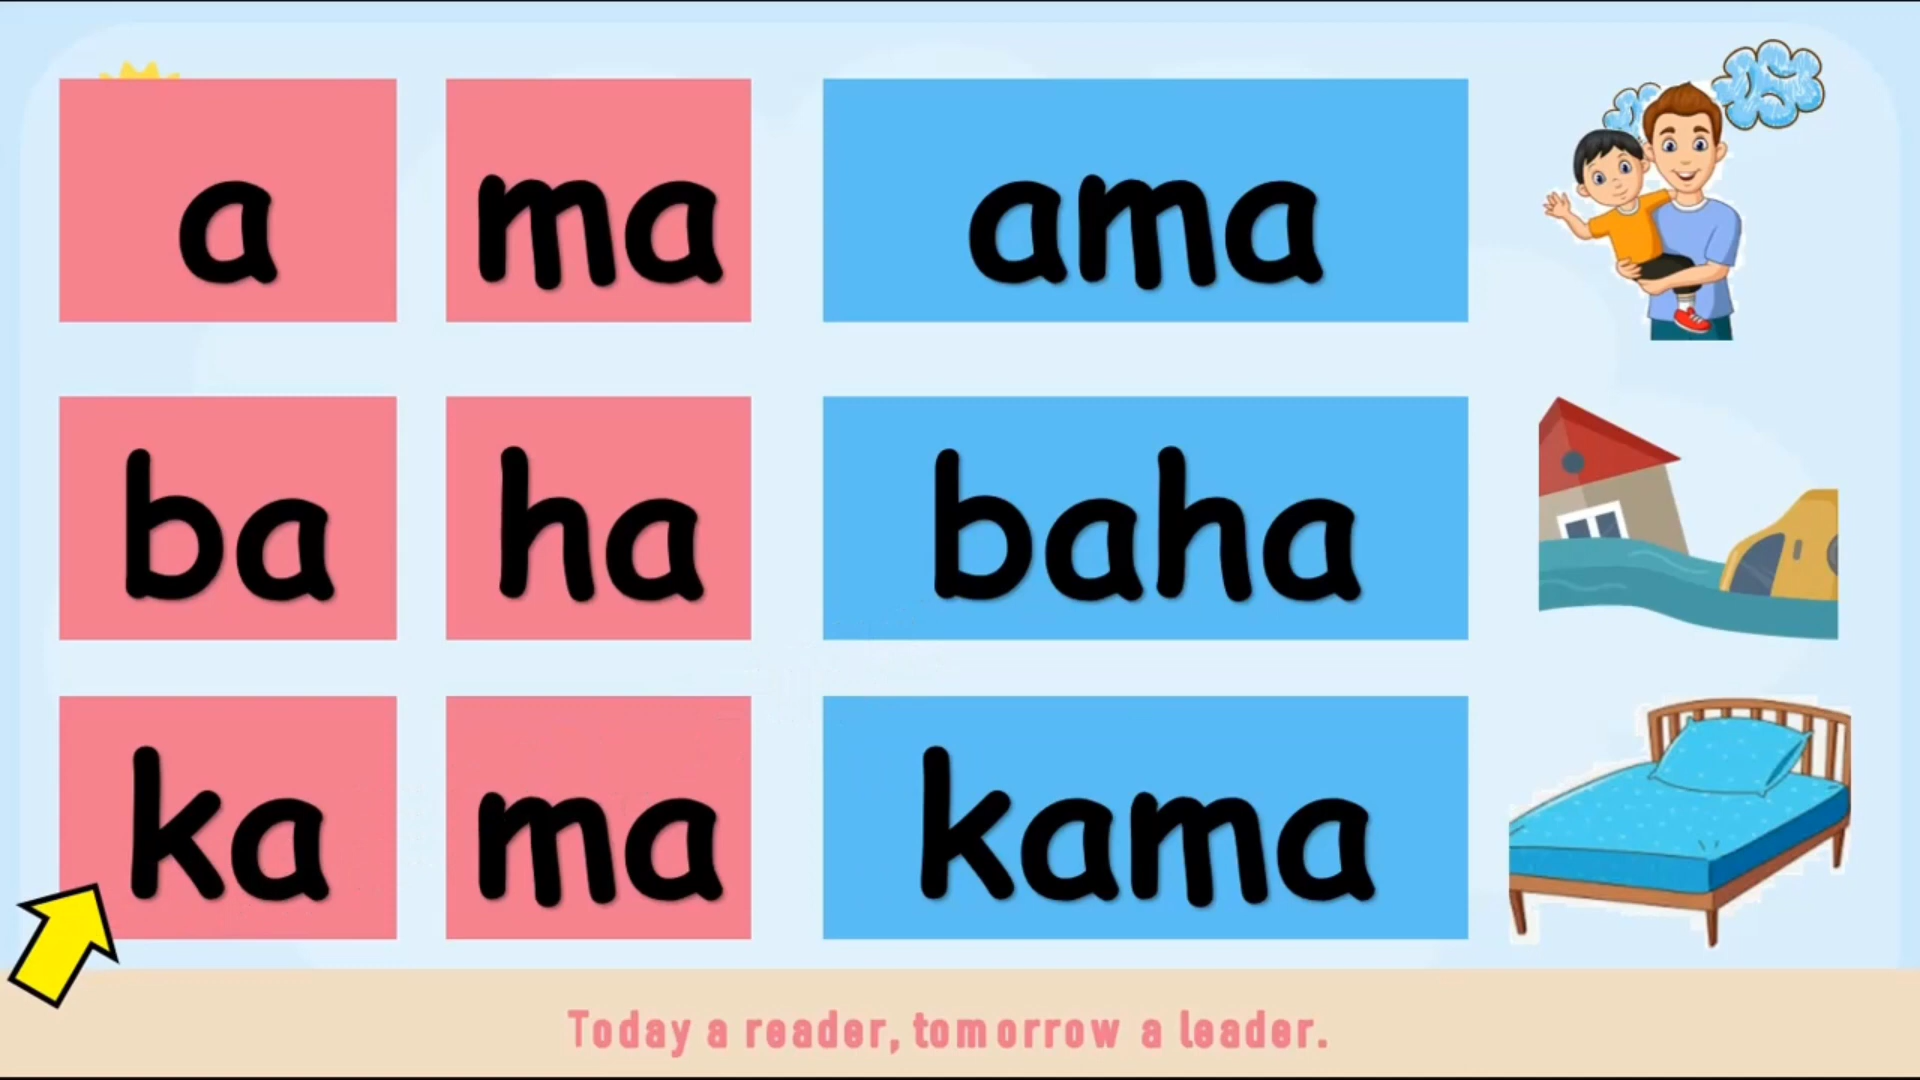 a ma ama
ba ha baha
ka ma kama
Today a reader, tomorrow a leader.